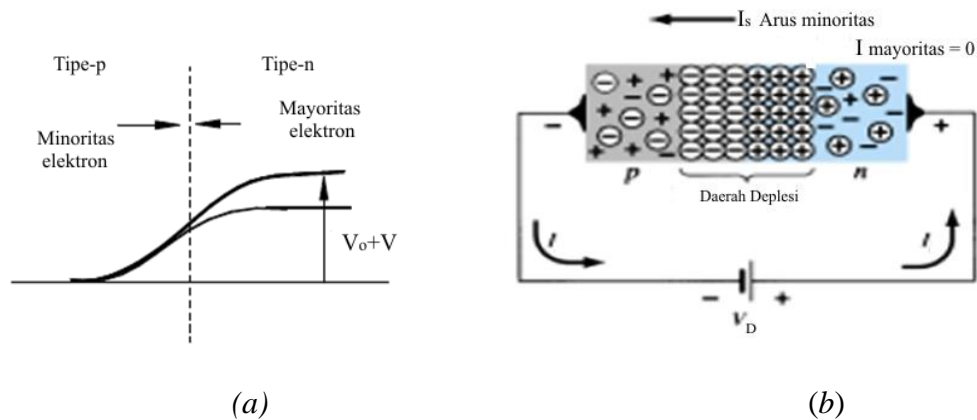 Tipe-p
Tipe-n
Minoritas
elektron
Mayoritas
elektron
Vo+V
(a)
Is Arus minoritas
I mayoritas = 0
p
n
Daerah Deplesi
I
I
VD
(b)